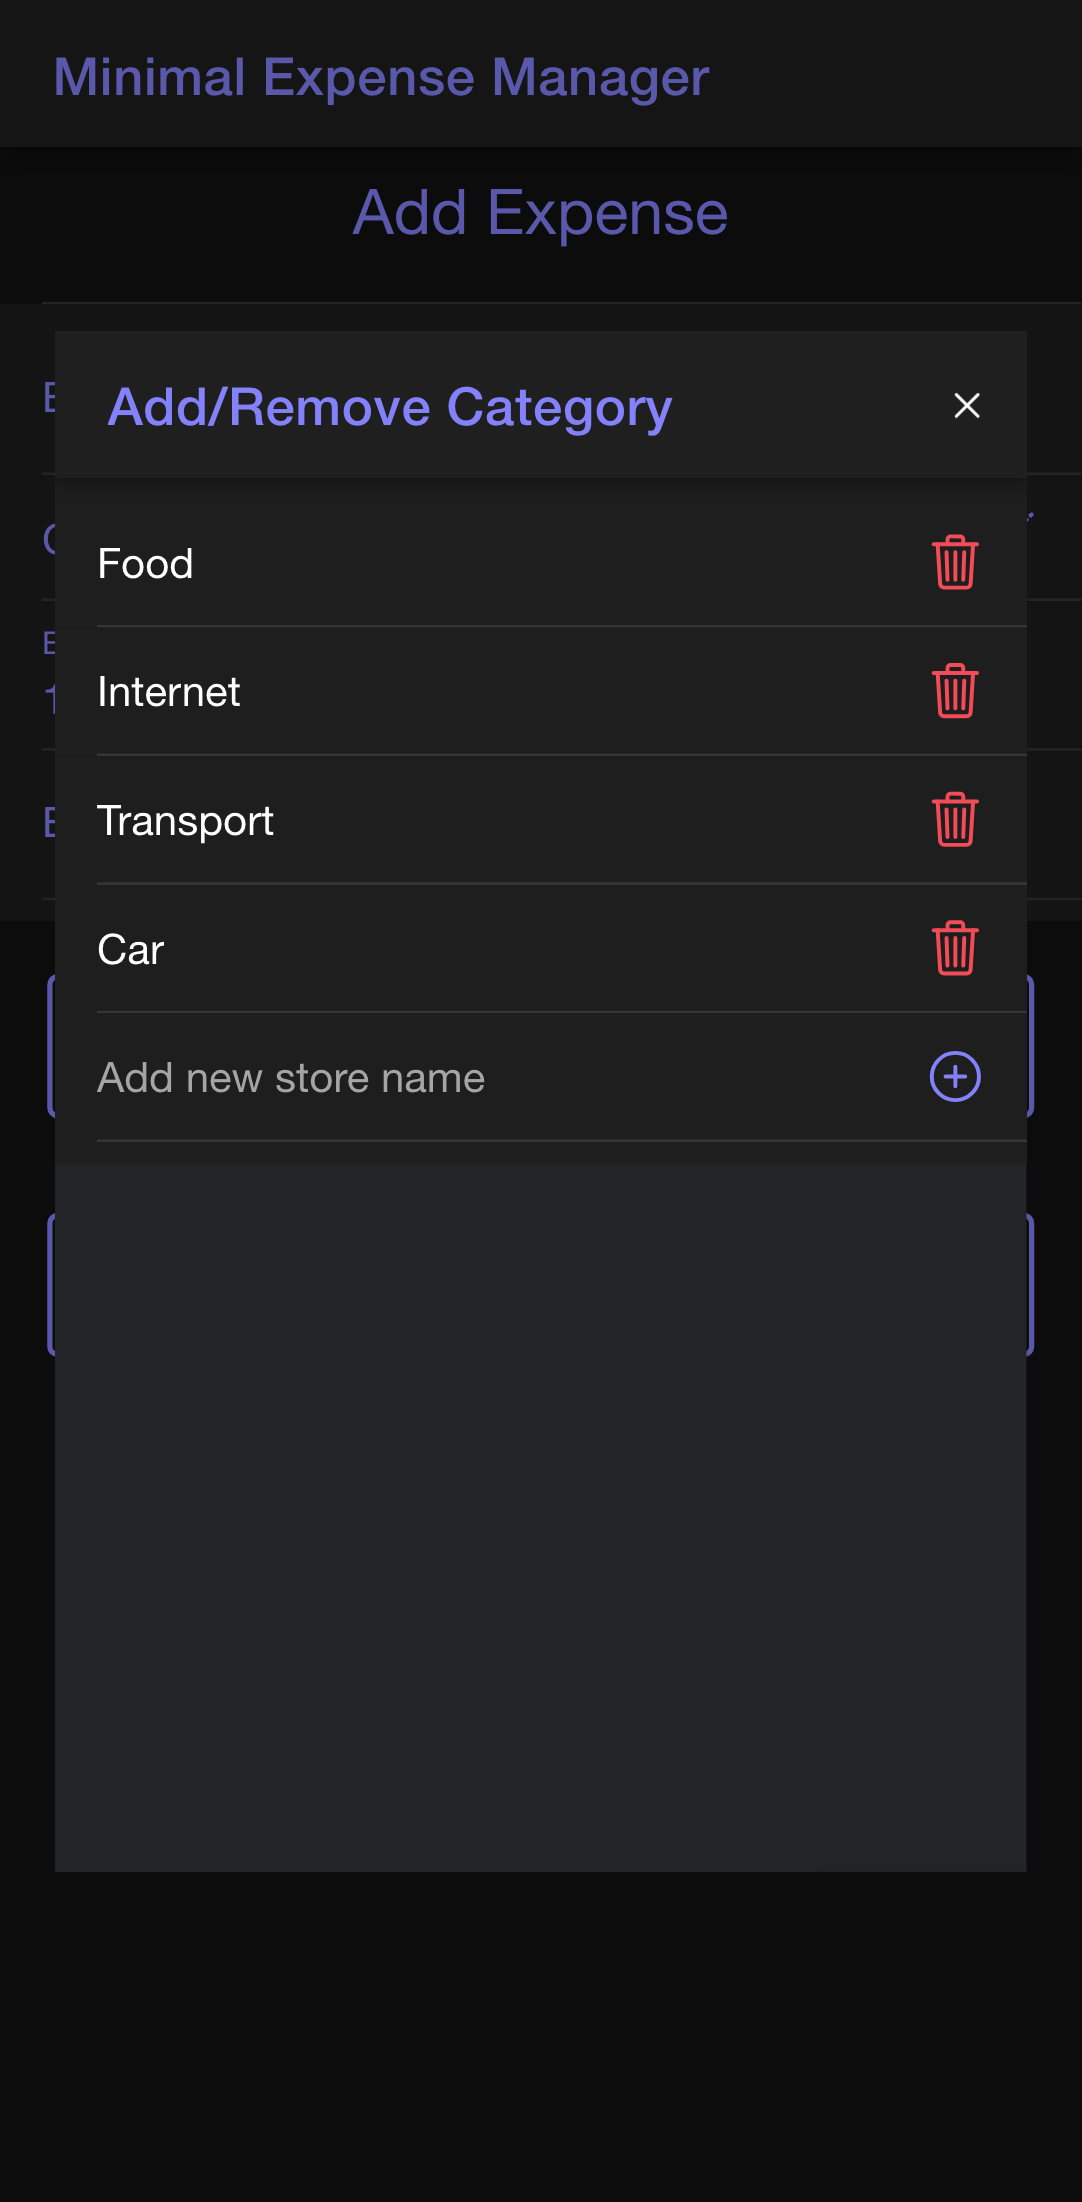 Minimal Expense Manager
Add Expense
Add/Remove Category
Food
Internet
Transport
Car
Add new store name